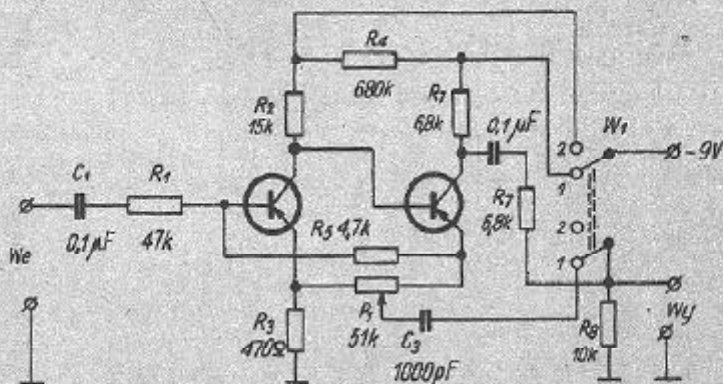 R4
680k
R2
15k
R7
6,8k
0,1µF
W1
2
1
-9V
C1
0,1µF
R1
47k
R7
6,8k
We
R5 4,7k
2
1
R3
470Ω
P1
51k
C3
1000pF
R8
10k
Wy